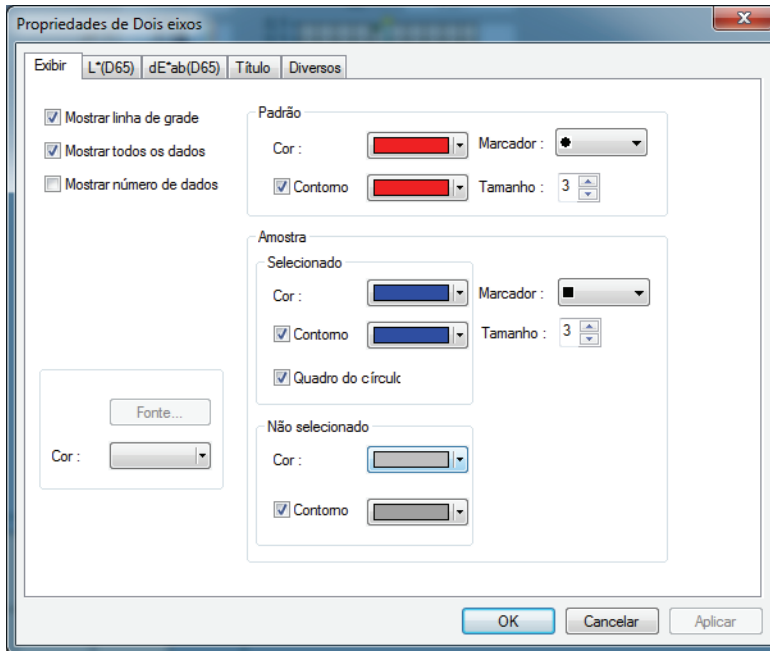 Propriedades de Dois eixos
Exibir L*(D65) dE*ab(D65) Título Diversos
Mostrar linha de grade
Mostrar todos os dados
Mostrar número de dados
Padrão
Cor : Marcador :
Contorno Tamanho : 3
Amostra
Selecionado
Cor : Marcador :
Contorno Tamanho : 3
Quadro do círculc
Fonte...
Cor :
Não selecionado
Cor :
Contorno
OK Cancelar Aplicar